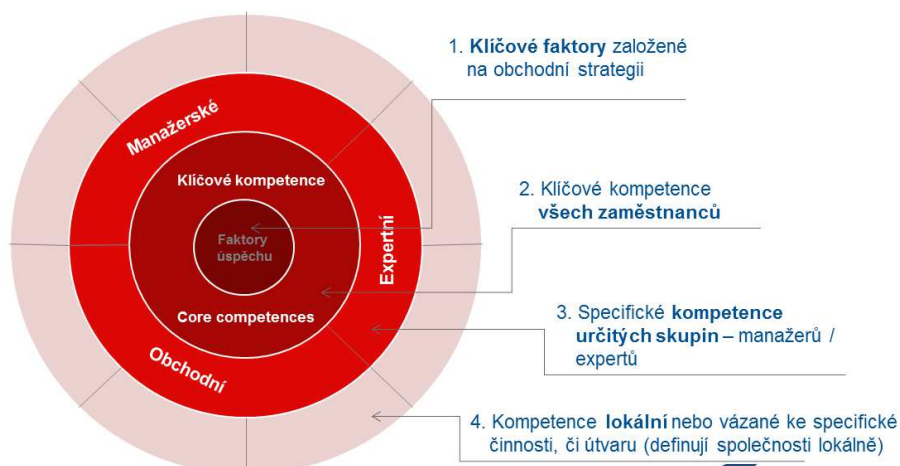 1. Klíčové faktory založené
na obchodní strategii
Manažerské
Klíčové kompetence
2. Klíčové kompetence
všech zaměstnanců
Faktory
úspěchu
Expertní
Core competences
3. Specifické kompetence
určitých skupin – manažerů /
expertů
Obchodní
4. Kompetence lokální nebo vázané ke specifické
činnosti, či útvaru (definují společnosti lokálně)